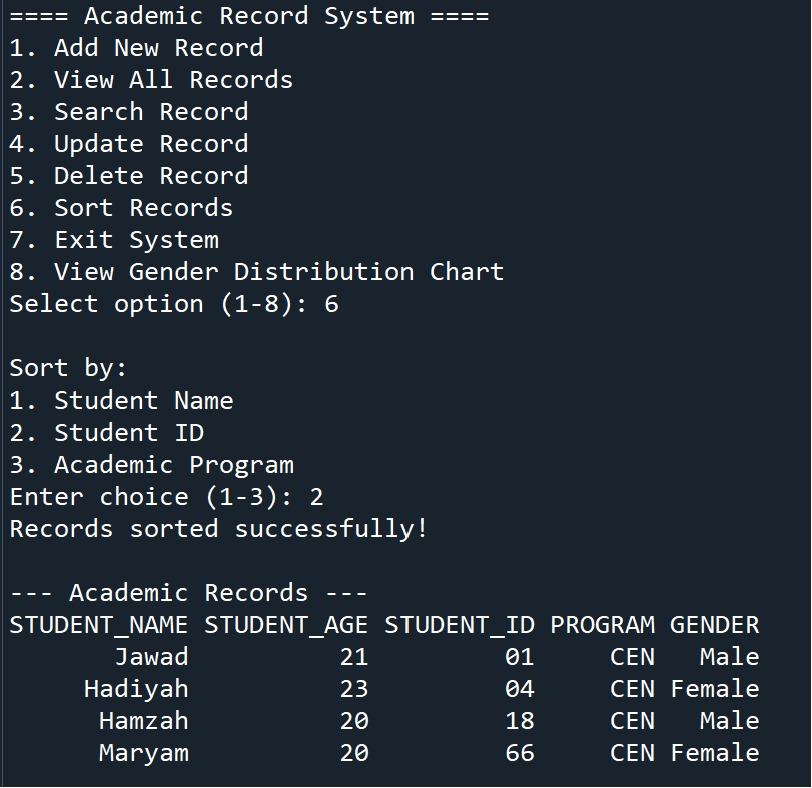 ==== Academic Record System ====
1. Add New Record
2. View All Records
3. Search Record
4. Update Record
5. Delete Record
6. Sort Records
7. Exit System
8. View Gender Distribution Chart
Select option (1-8): 6
Sort by:
1. Student Name
2. Student ID
3. Academic Program
Enter choice (1-3): 2
Records sorted successfully!
--- Academic Records ---
STUDENT_NAME STUDENT_AGE STUDENT_ID PROGRAM GENDER
Jawad 21 01 CEN Male
Hadiyah 23 04 CEN Female
Hamzah 20 18 CEN Male
Maryam 20 66 CEN Female